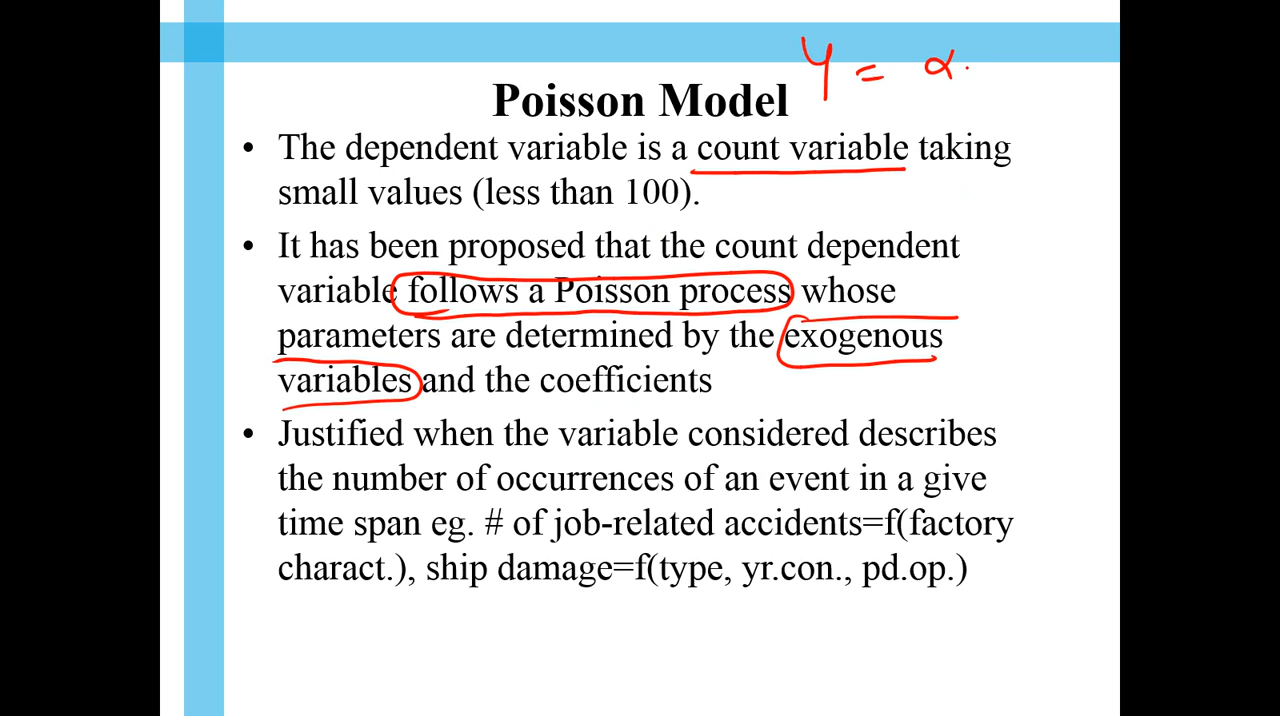 Y = α.
Poisson Model
• The dependent variable is a count variable taking
small values (less than 100).
• It has been proposed that the count dependent
variable follows a Poisson process whose
parameters are determined by the exogenous
variables and the coefficients
• Justified when the variable considered describes
the number of occurrences of an event in a give
time span eg. # of job-related accidents=f(factory
charact.), ship damage=f(type, yr.con., pd.op.)